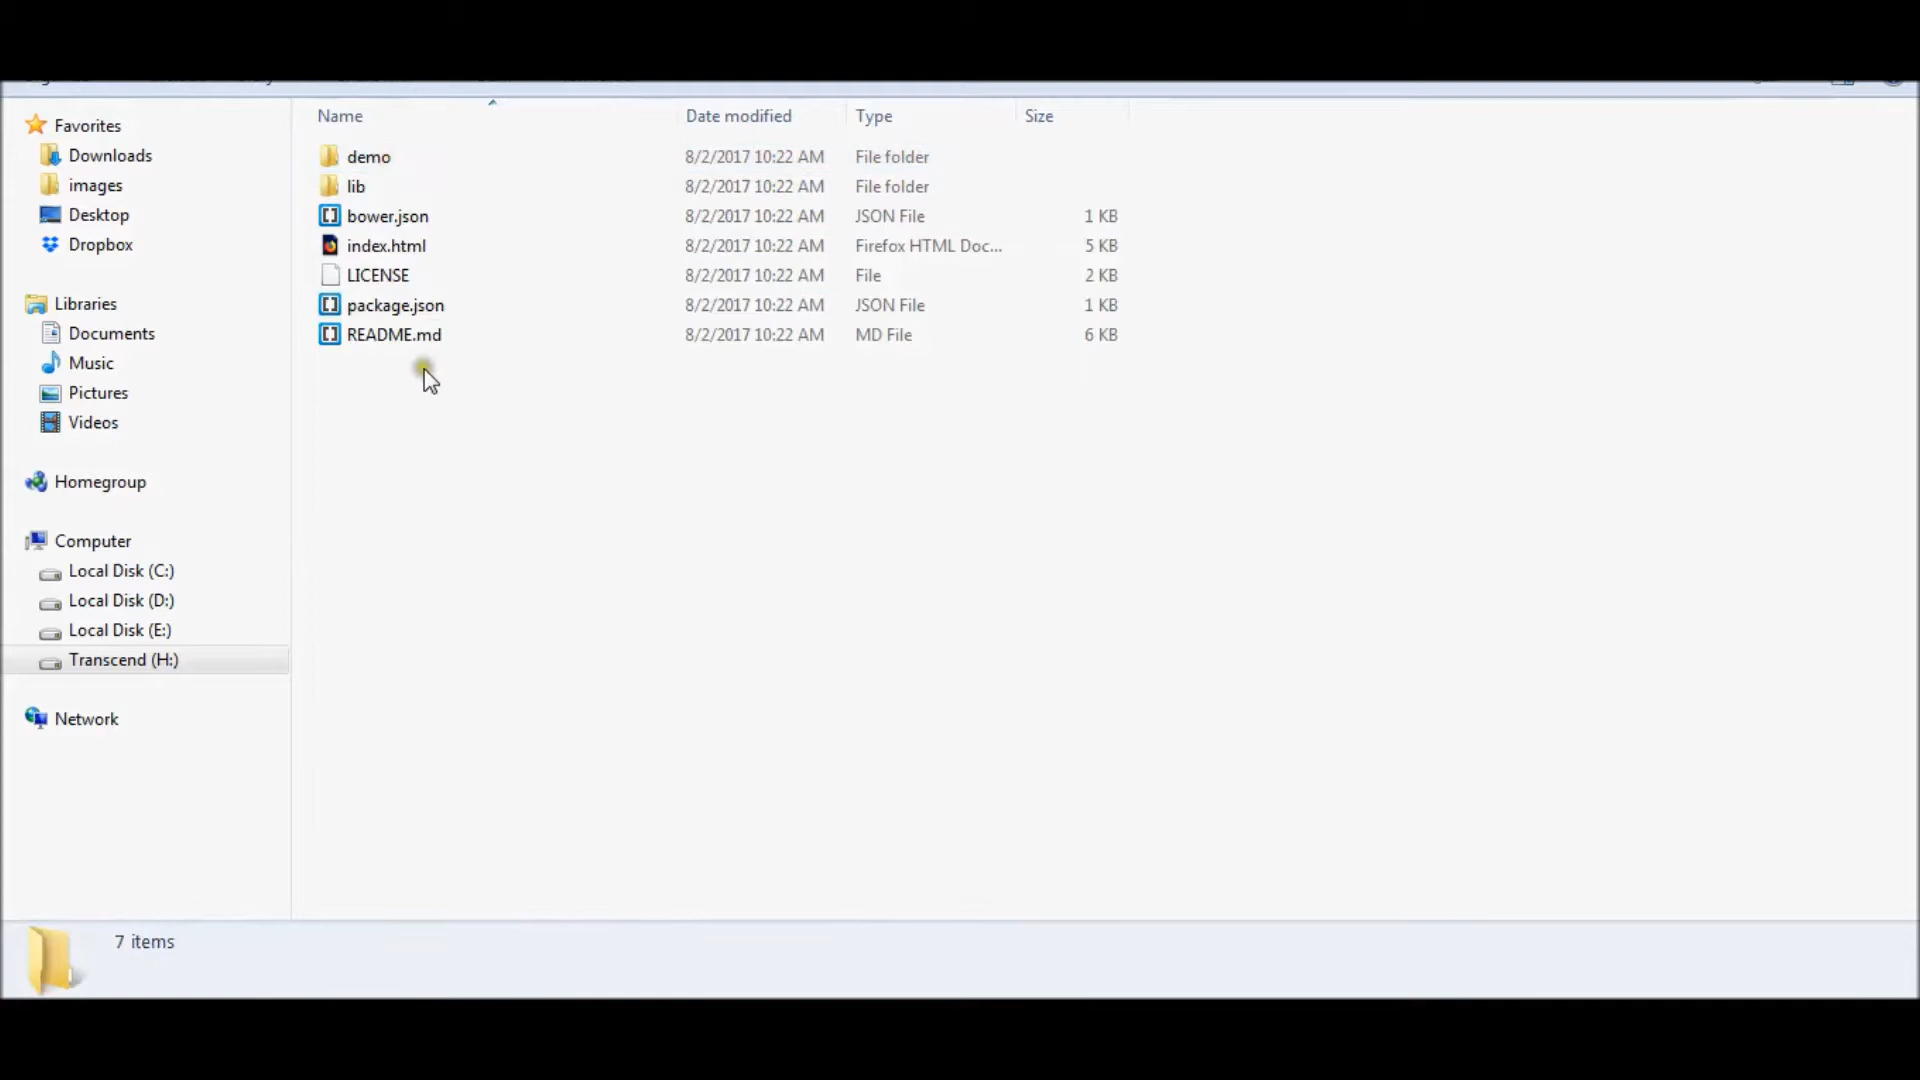 Favorites
Downloads
images
Desktop
Dropbox
Libraries
Documents
Music
Pictures
Videos
Homegroup
Computer
Local Disk (C:)
Local Disk (D:)
Local Disk (E:)
Transcend (H:)
Network
Name Date modified Type Size
demo 8/2/2017 10:22 AM File folder
lib 8/2/2017 10:22 AM File folder
bower.json 8/2/2017 10:22 AM JSON File 1 KB
index.html 8/2/2017 10:22 AM Firefox HTML Doc... 5 KB
LICENSE 8/2/2017 10:22 AM File 2 KB
package.json 8/2/2017 10:22 AM JSON File 1 KB
README.md 8/2/2017 10:22 AM MD File 6 KB
7 items